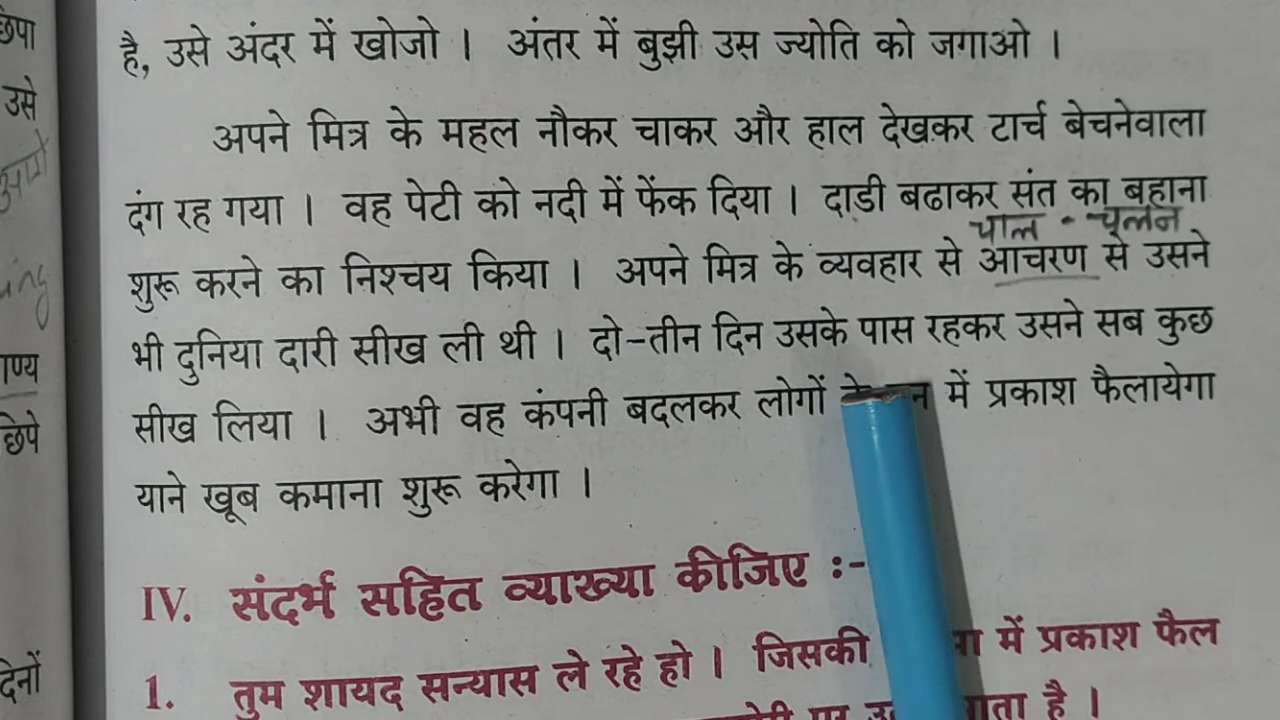 है, उसे अंदर में खोजो । अंतर में बुझी उस ज्योति को जगाओ ।
अपने मित्र के महल नौकर चाकर और हाल देखकर टार्च बेचनेवाला
दंग रह गया । वह पेटी को नदी में फेंक दिया । दाडी बढाकर संत का बहाना
चाल - चलन
शुरू करने का निश्चय किया । अपने मित्र के व्यवहार से आचरण से उसने
भी दुनिया दारी सीख ली थी । दो-तीन दिन उसके पास रहकर उसने सब कुछ
सीख लिया । अभी वह कंपनी बदलकर लोगों में प्रकाश फैलायेगा
याने खूब कमाना शुरू करेगा ।
IV. संदर्भ सहित व्याख्या कीजिए :-
1. तुम शायद सन्यास ले रहे हो । जिसकी में प्रकाश फैल
है ।
उसे
दिनों